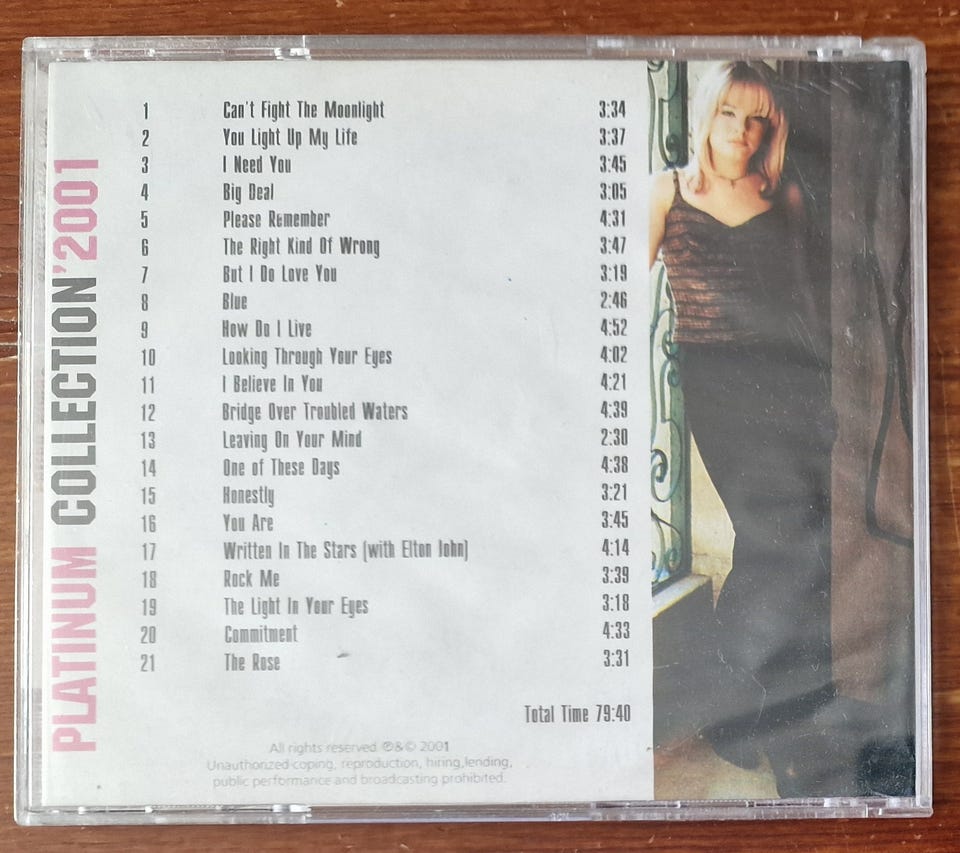 PLATINUM COLLECTION'2001
1 Can't Fight The Moonlight 3:34
2 You Light Up My Life 3:37
3 I Need You 3:45
4 Big Deal 3:05
5 Please Remember 4:31
6 The Right Kind Of Wrong 3:47
7 But I Do Love You 3:19
8 Blue 2:46
9 How Do I Live 4:52
10 Looking Through Your Eyes 4:02
11 I Believe In You 4:21
12 Bridge Over Troubled Waters 4:39
13 Leaving On Your Mind 2:30
14 One of These Days 4:38
15 Honestly 3:21
16 You Are 3:45
17 Written In The Stars (with Elton John) 4:14
18 Rock Me 3:39
19 The Light In Your Eyes 3:18
20 Commitment 4:33
21 The Rose 3:31
Total Time 79:40
All rights reserved ℗&© 2001
Unauthorized coping, reproduction, hiring,lending,
public performance and broadcasting prohibited.